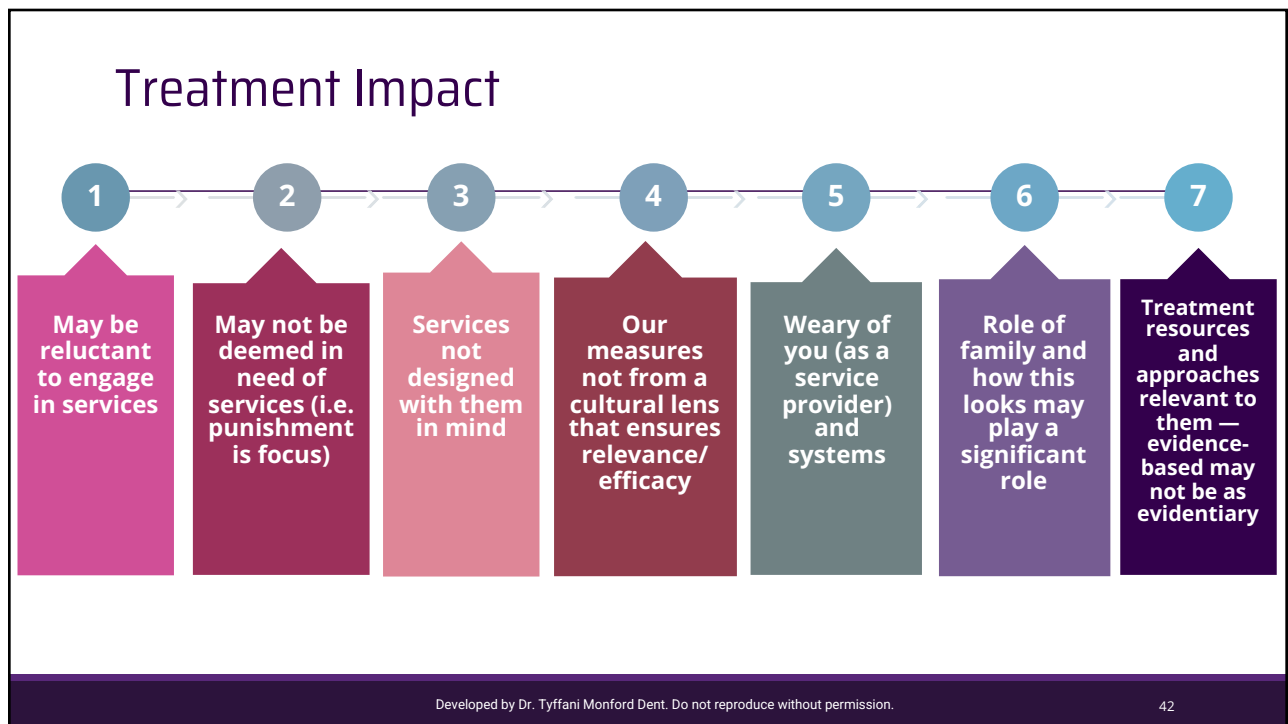 Treatment Impact
1
2
3
4
5
6
7
May be
reluctant
to engage
in services
May not be
deemed in
need of
services (i.e.
punishment
is focus)
Services
not
designed
with them
in mind
Our
measures
not from a
cultural lens
that ensures
relevance/
efficacy
Weary of
you (as a
service
provider)
and
systems
Role of
family and
how this
looks may
play a
significant
role
Treatment
resources
and
approaches
relevant to
them —
evidence-
based may
not be as
evidentiary
Developed by Dr. Tyffani Monford Dent. Do not reproduce without permission.
42